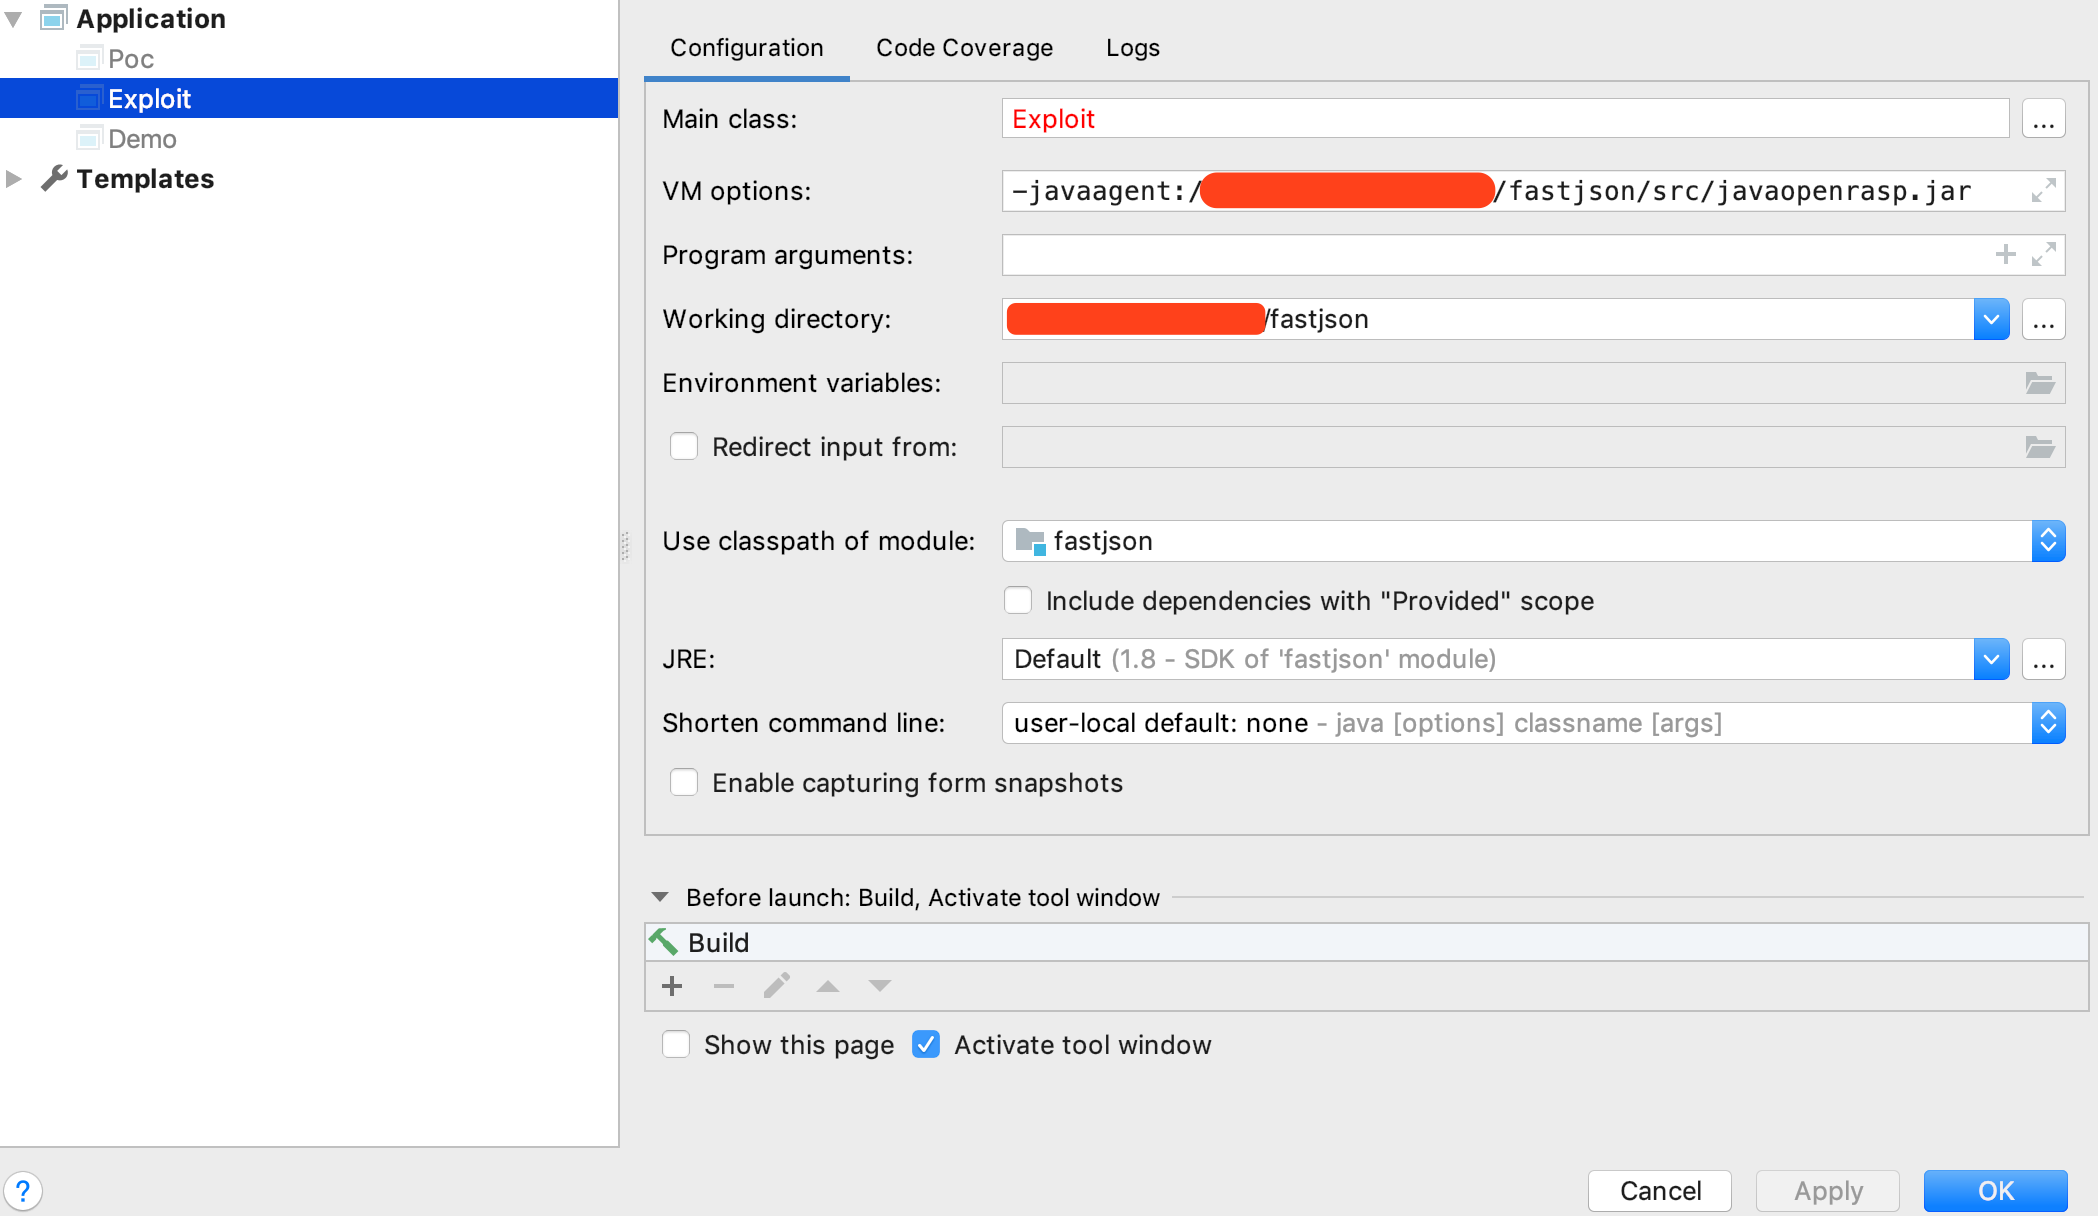 Application
Poc
Exploit
Demo
Templates
Configuration Code Coverage Logs
Main class: Exploit ...
VM options: -javaagent:/ /fastjson/src/javaopenrasp.jar
Program arguments:
Working directory: /fastjson ...
Environment variables:
Redirect input from:
Use classpath of module: fastjson
Include dependencies with "Provided" scope
JRE: Default (1.8 - SDK of 'fastjson' module) ...
Shorten command line: user-local default: none - java [options] classname [args]
Enable capturing form snapshots
Before launch: Build, Activate tool window
Build
Show this page Activate tool window
? Cancel Apply OK